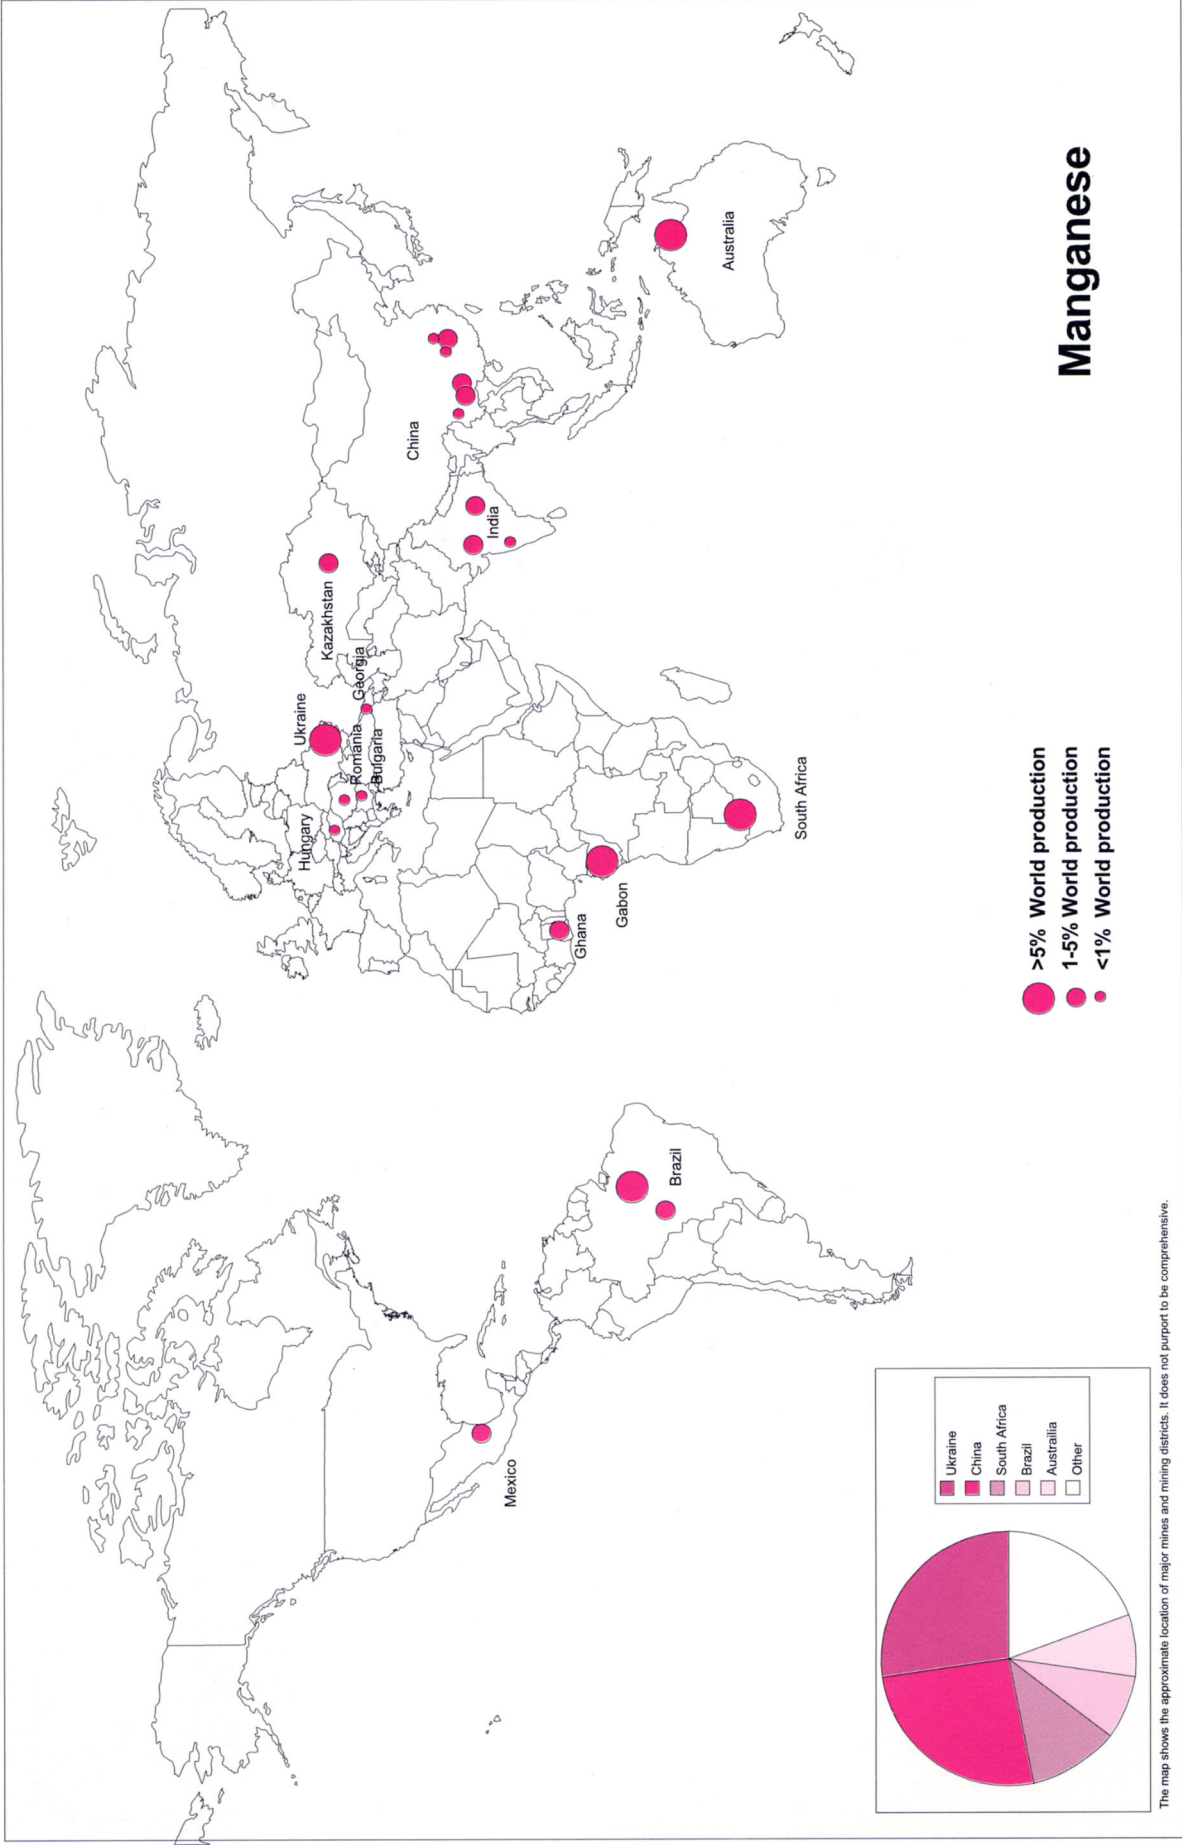 Manganese
Ukraine
Kazakhstan
Georgia
Romania
Bulgaria
Hungary
China
India
Australia
Ghana
Gabon
South Africa
Mexico
Brazil
>5% World production
1-5% World production
<1% World production
Ukraine
China
South Africa
Brazil
Austrailia
Other
The map shows the approximate location of major mines and mining districts. It does not purport to be comprehensive.